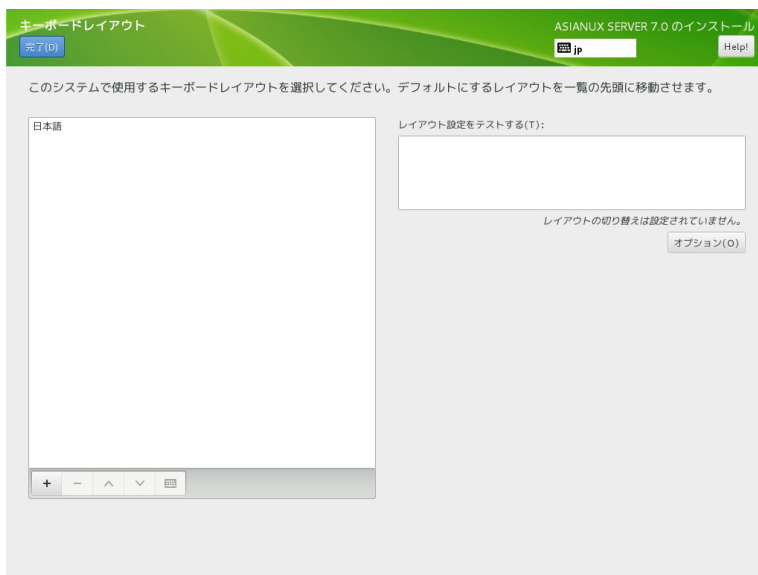 キーボードレイアウト
ASIANUX SERVER 7.0 のインストール
完了(D)
jp
Help!
このシステムで使用するキーボードレイアウトを選択してください。デフォルトにするレイアウトを一覧の先頭に移動させます。
日本語
レイアウト設定をテストする(T):
レイアウトの切り替えは設定されていません。
オプション(O)